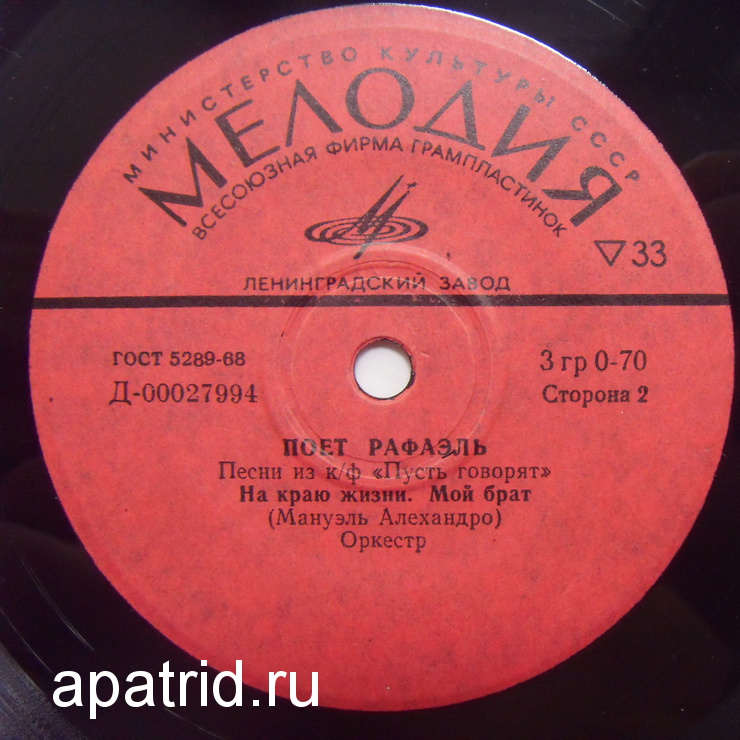 МИНИСТЕРСТВО КУЛЬТУРЫ СССР
МЕЛОДИЯ
ВСЕСОЮЗНАЯ ФИРМА ГРАМПЛАСТИНОК
▽33
ЛЕНИНГРАДСКИЙ ЗАВОД
ГОСТ 5289-68
3 гр 0-70
Д-00027994
Сторона 2
ПОЕТ РАФАЭЛЬ
Песни из к/ф «Пусть говорят»
На краю жизни. Мой брат
(Мануэль Алехандро)
Оркестр
apatrid.ru